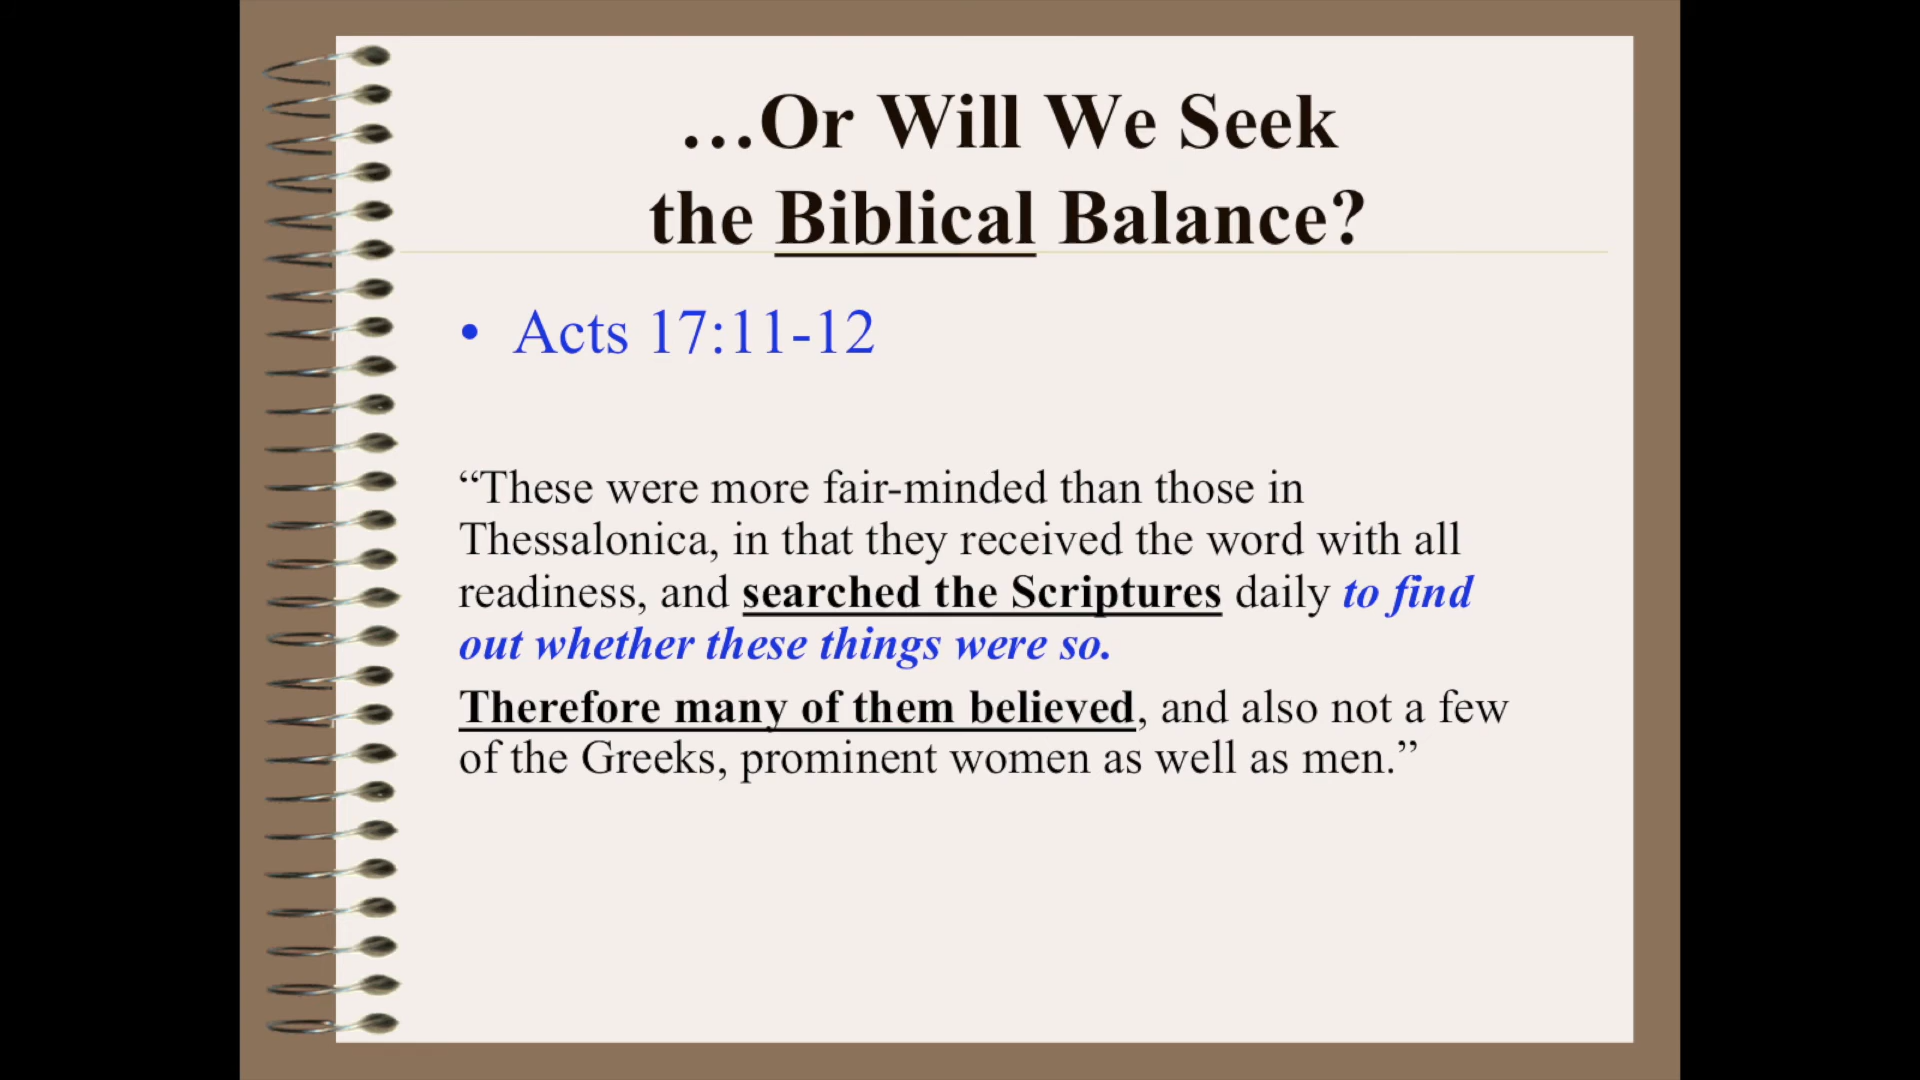 …Or Will We Seek
the Biblical Balance?
• Acts 17:11-12
“These were more fair-minded than those in
Thessalonica, in that they received the word with all
readiness, and searched the Scriptures daily to find
out whether these things were so.
Therefore many of them believed, and also not a few
of the Greeks, prominent women as well as men.”